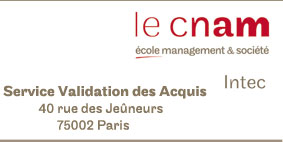 le cnam
école management & société
Intec
Service Validation des Acquis
40 rue des Jeûneurs
75002 Paris